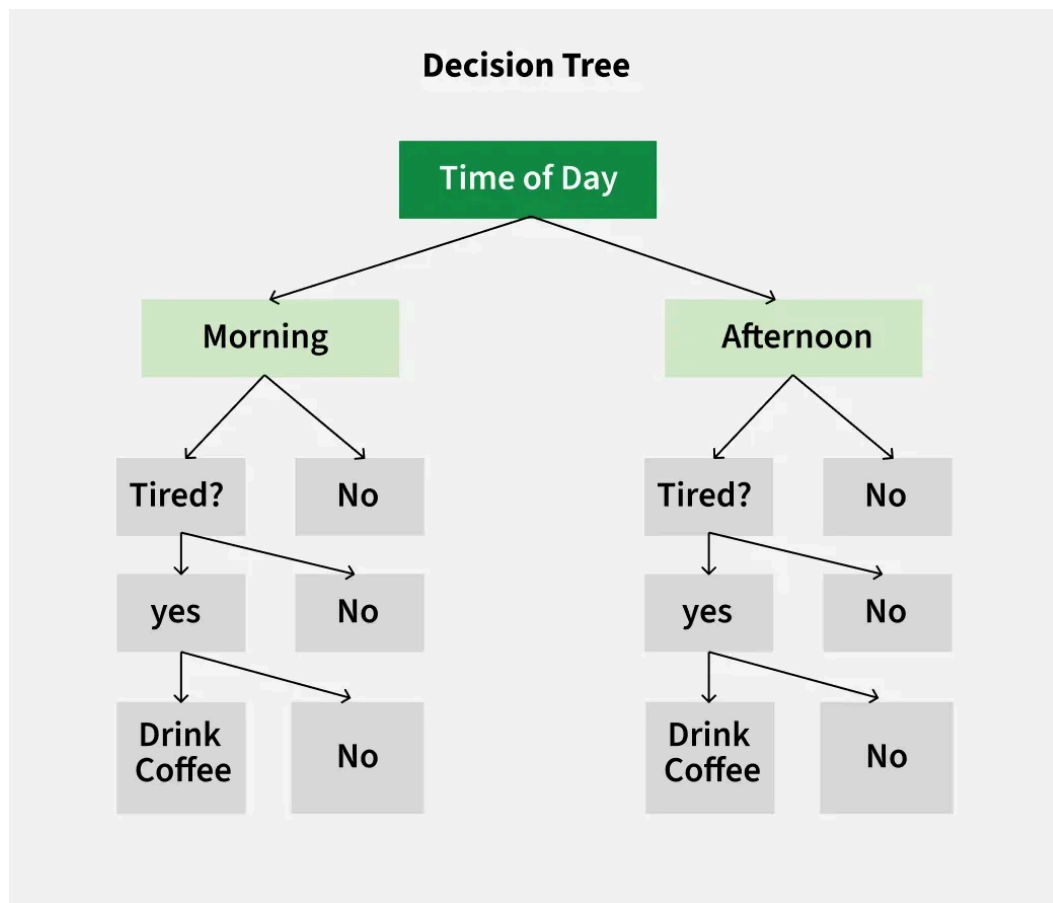 Decision Tree
Time of Day
Morning
Afternoon
Tired?
No
Tired?
No
yes
No
yes
No
Drink
Coffee
No
Drink
Coffee
No